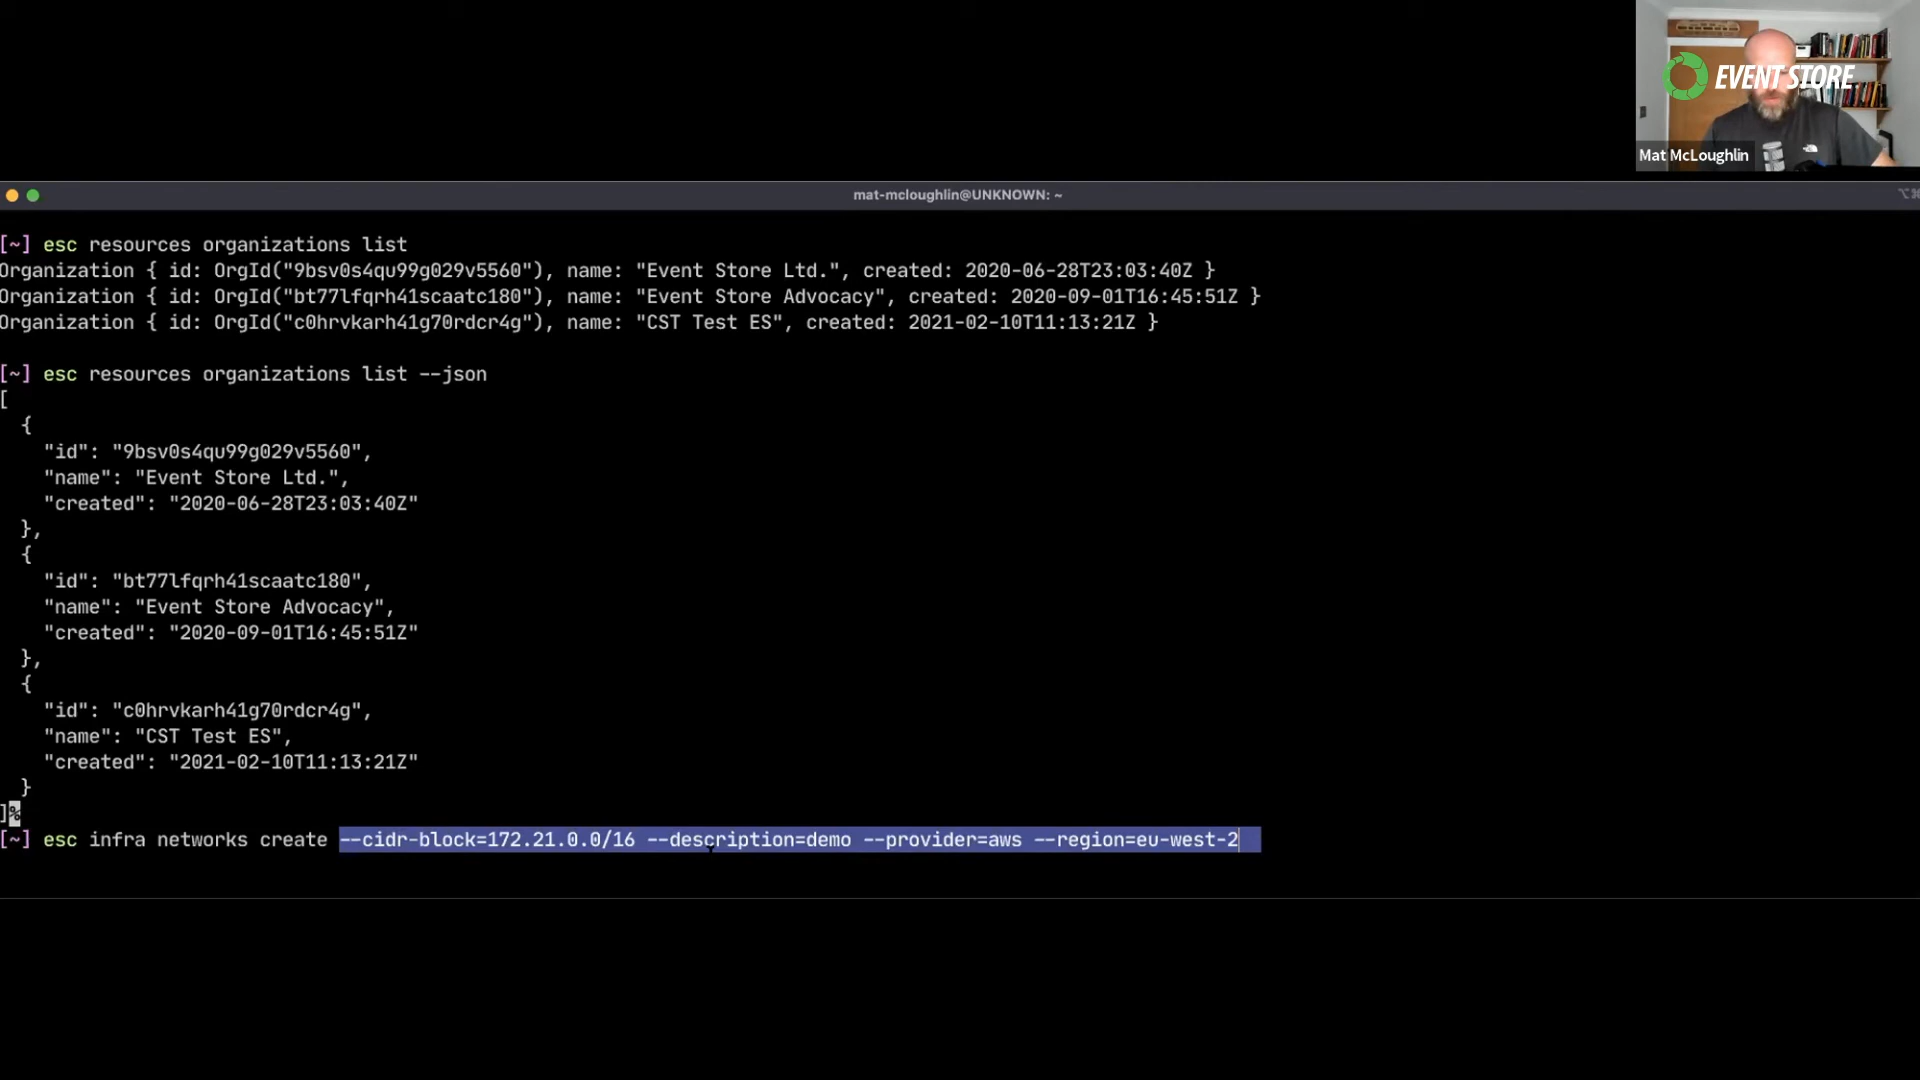 EVENT STORE
Mat McLoughlin
mat-mcloughlin@UNKNOWN: ~
[~] esc resources organizations list
Organization { id: OrgId("9bsv0s4qu99g029v5560"), name: "Event Store Ltd.", created: 2020-06-28T23:03:40Z }
Organization { id: OrgId("bt77lfqrh41scaatc180"), name: "Event Store Advocacy", created: 2020-09-01T16:45:51Z }
Organization { id: OrgId("c0hrvkarh41g70rdcr4g"), name: "CST Test ES", created: 2021-02-10T11:13:21Z }
[~] esc resources organizations list --json
[
{
"id": "9bsv0s4qu99g029v5560",
"name": "Event Store Ltd.",
"created": "2020-06-28T23:03:40Z"
},
{
"id": "bt77lfqrh41scaatc180",
"name": "Event Store Advocacy",
"created": "2020-09-01T16:45:51Z"
},
{
"id": "c0hrvkarh41g70rdcr4g",
"name": "CST Test ES",
"created": "2021-02-10T11:13:21Z"
}
]%
[~] esc infra networks create --cidr-block=172.21.0.0/16 --description=demo --provider=aws --region=eu-west-2